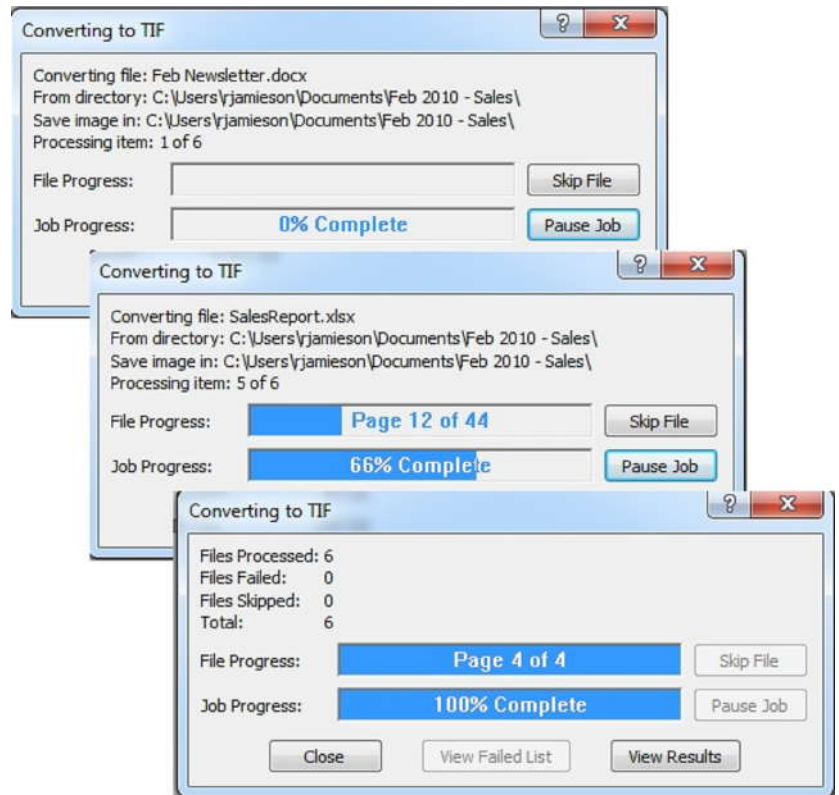 Converting to TIF
Converting file: Feb Newsletter.docx
From directory: C:\Users\rjamieson\Documents\Feb 2010 - Sales\
Save image in: C:\Users\rjamieson\Documents\Feb 2010 - Sales\
Processing item: 1 of 6
File Progress: Skip File
Job Progress: 0% Complete Pause Job
Converting to TIF
Converting file: SalesReport.xlsx
From directory: C:\Users\rjamieson\Documents\Feb 2010 - Sales\
Save image in: C:\Users\rjamieson\Documents\Feb 2010 - Sales\
Processing item: 5 of 6
File Progress: Page 12 of 44 Skip File
Job Progress: 66% Complete Pause Job
Converting to TIF
Files Processed: 6
Files Failed: 0
Files Skipped: 0
Total: 6
File Progress: Page 4 of 4 Skip File
Job Progress: 100% Complete Pause Job
Close View Failed List View Results